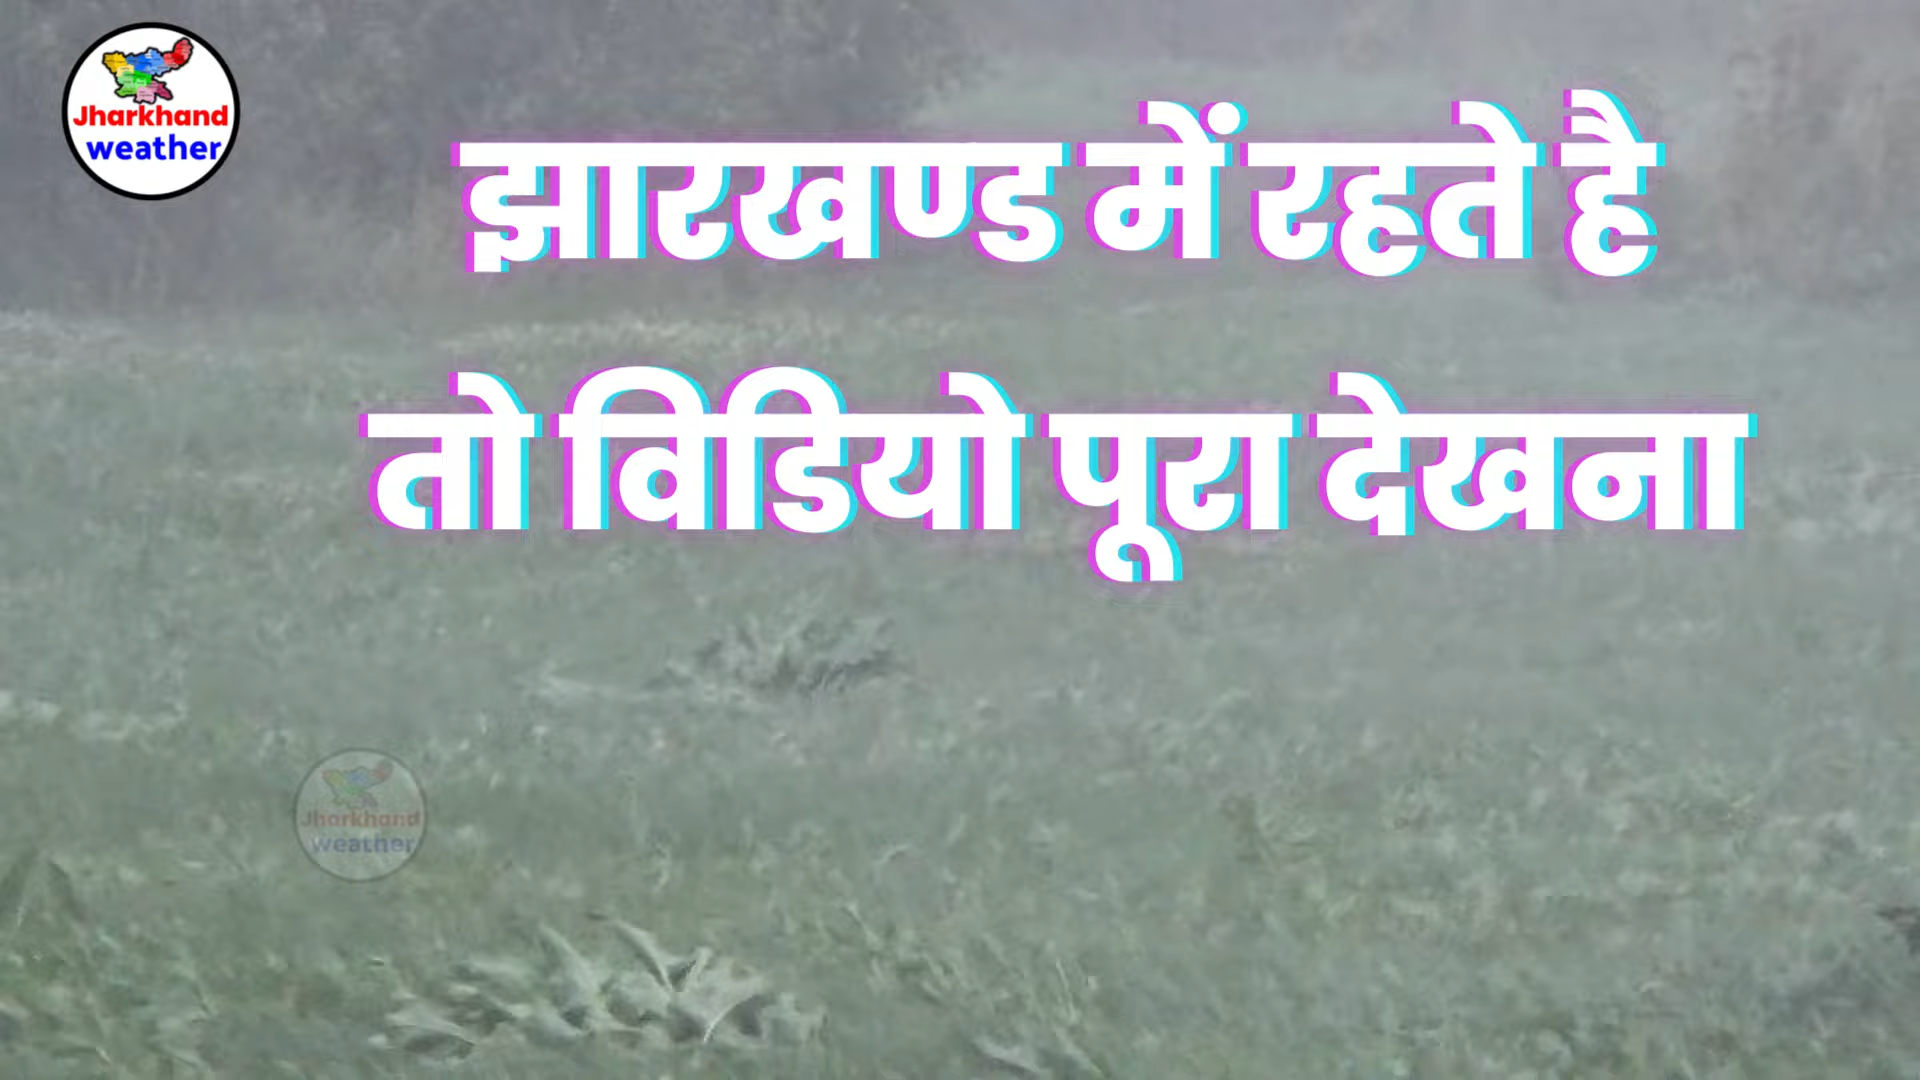 Jharkhand
weather
झारखण्ड में रहते है
तो विडियो पूरा देखना
Jharkhand
weather